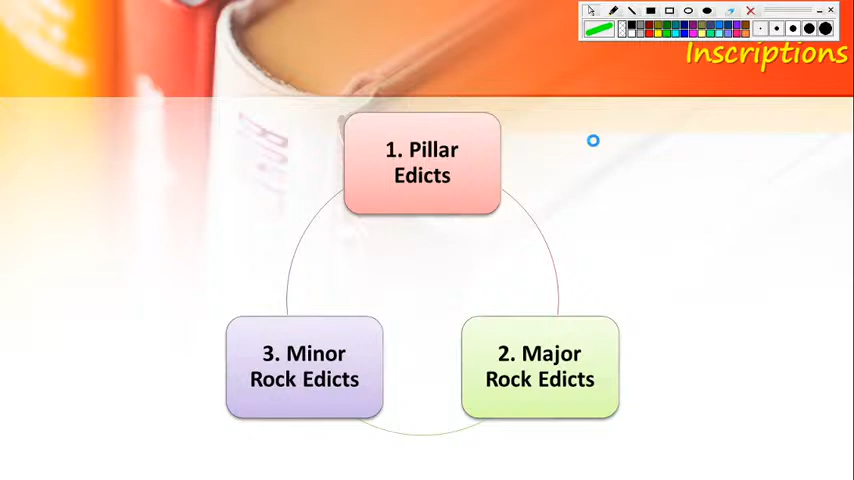 Inscriptions
1. Pillar
Edicts
3. Minor
Rock Edicts
2. Major
Rock Edicts